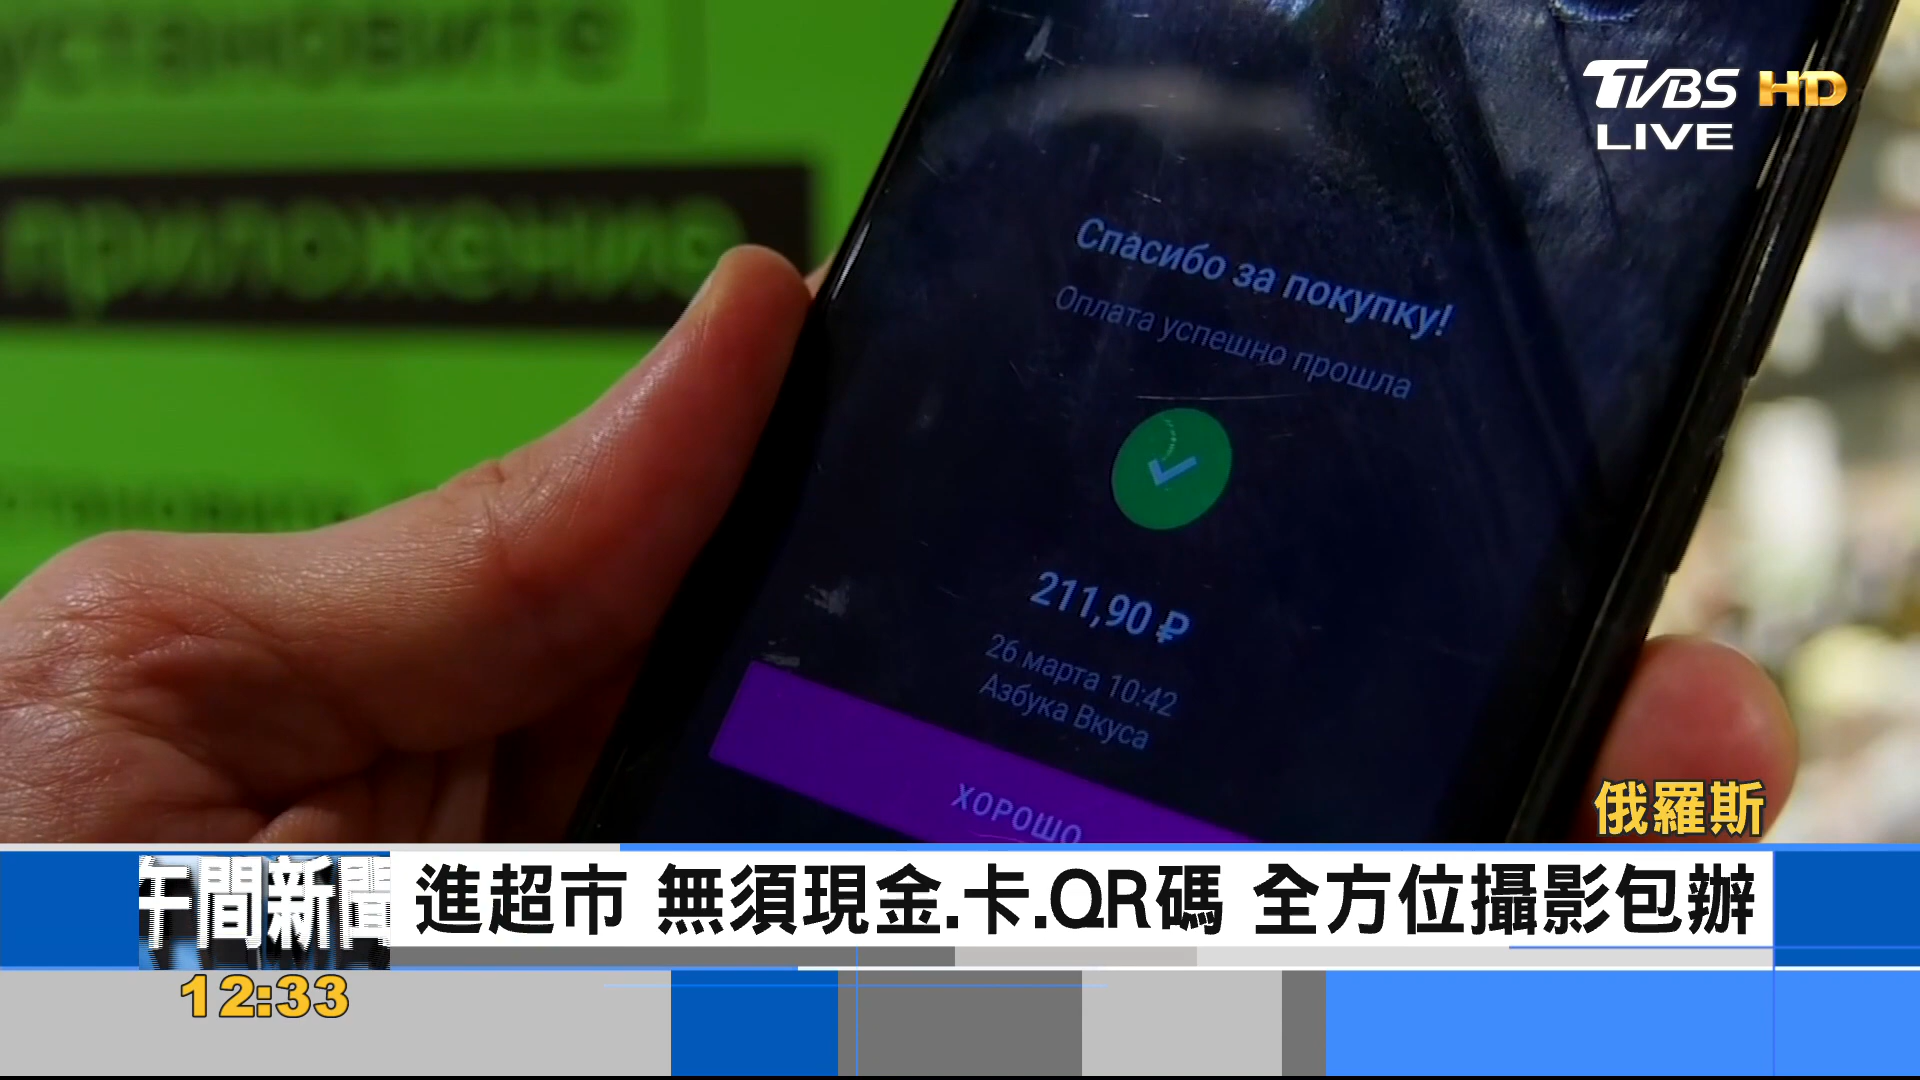 установите
приложение
TVBS HD
LIVE
Спасибо за покупку!
Оплата успешно прошла
211,90 ₽
26 марта 10:42
Азбука Вкуса
ХОРОШО
俄羅斯
午間新聞
進超市 無須現金.卡.QR碼 全方位攝影包辦
12:33